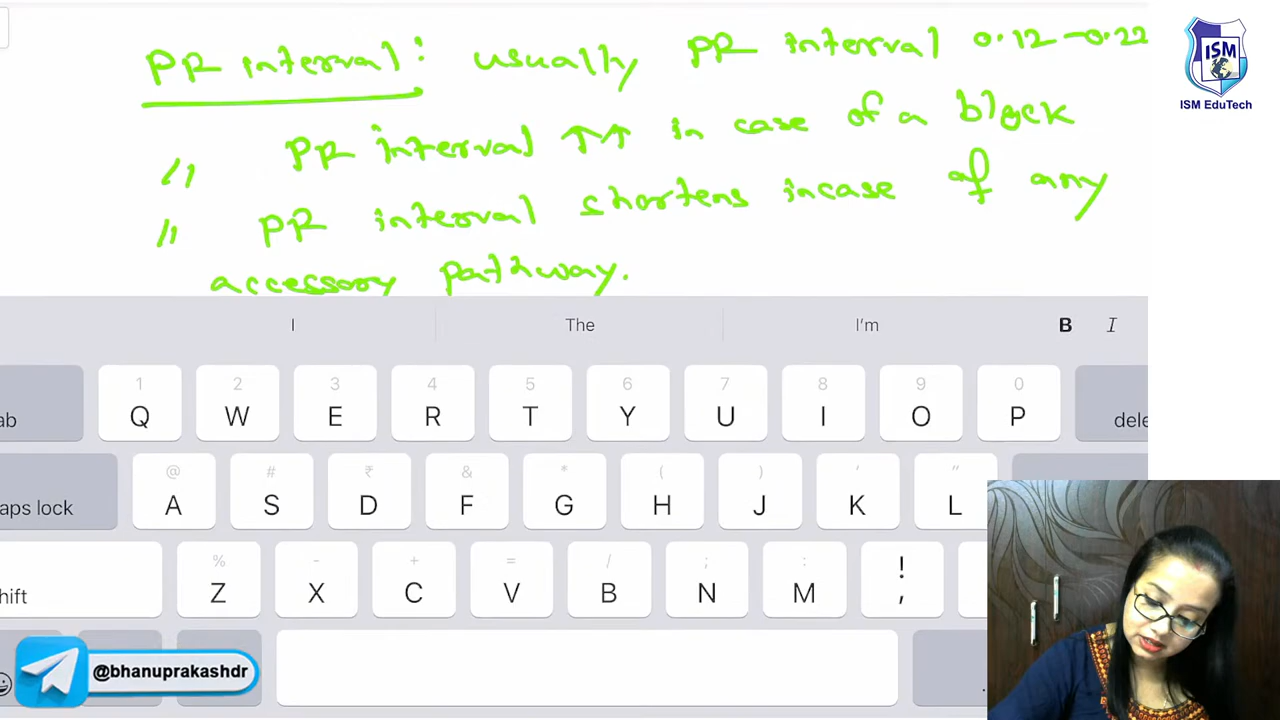 PR interval: usually PR interval 0.12-0.22
ISM
ISM EduTech
PR interval ↑↑ in case of a block
PR interval shortens incase of any
accessory pathway.
I The I'm B I
1 2 3 4 5 6 7 8 9 0
ab Q W E R T Y U I O P dele
@ # ₹ & * ( ) ' "
aps lock A S D F G H J K L
% - + = / ; : !
hift Z X C V B N M ,
@bhanuprakashdr .